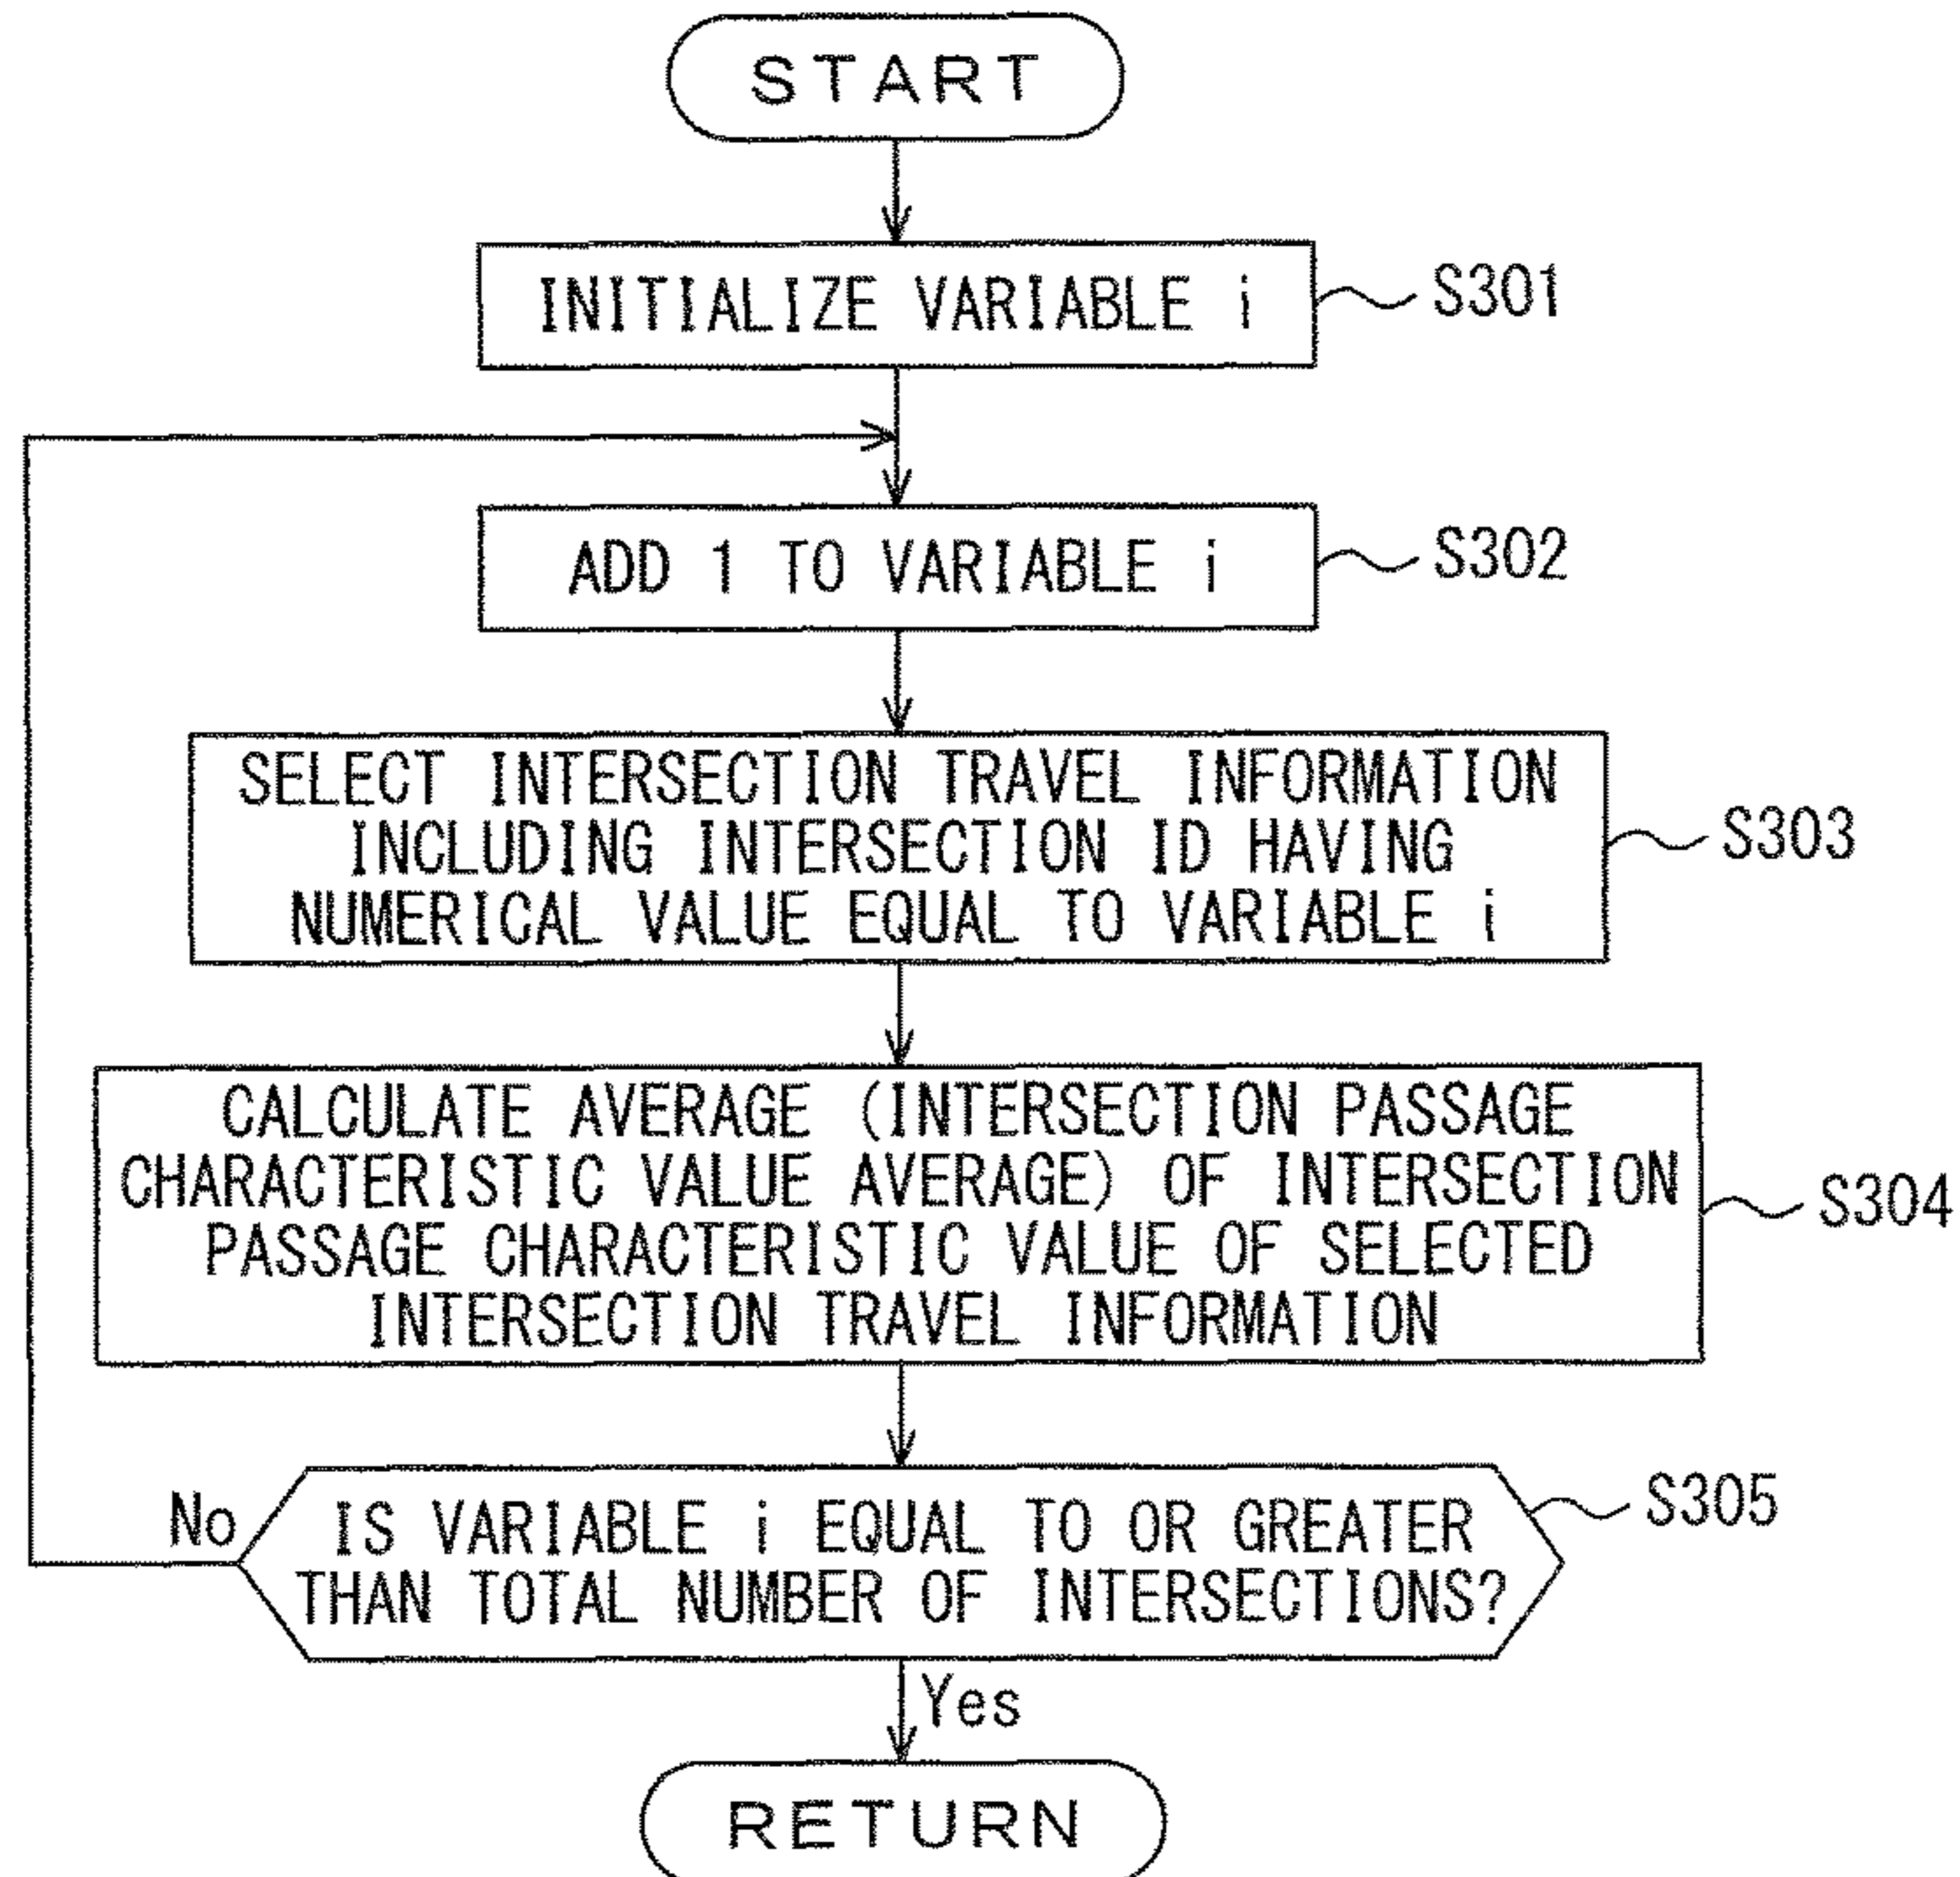 START
INITIALIZE VARIABLE i
S301
ADD 1 TO VARIABLE i
S302
SELECT INTERSECTION TRAVEL INFORMATION
INCLUDING INTERSECTION ID HAVING
NUMERICAL VALUE EQUAL TO VARIABLE i
S303
CALCULATE AVERAGE (INTERSECTION PASSAGE
CHARACTERISTIC VALUE AVERAGE) OF INTERSECTION
PASSAGE CHARACTERISTIC VALUE OF SELECTED
INTERSECTION TRAVEL INFORMATION
S304
No
IS VARIABLE i EQUAL TO OR GREATER
THAN TOTAL NUMBER OF INTERSECTIONS?
S305
Yes
RETURN